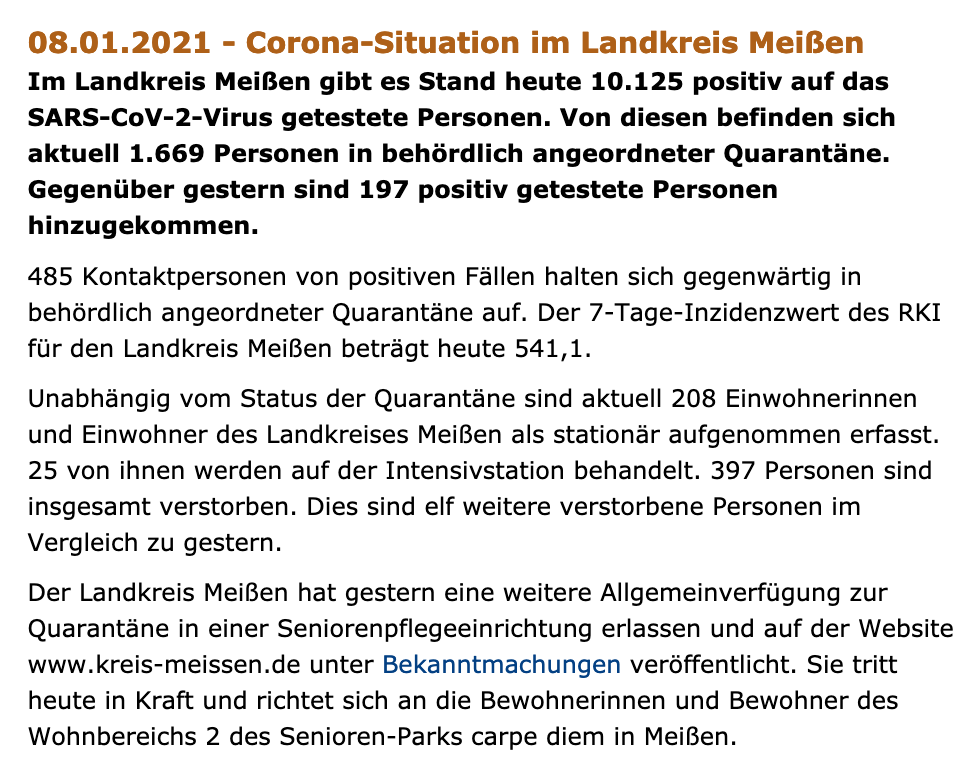 08.01.2021 - Corona-Situation im Landkreis Meißen
Im Landkreis Meißen gibt es Stand heute 10.125 positiv auf das
SARS-CoV-2-Virus getestete Personen. Von diesen befinden sich
aktuell 1.669 Personen in behördlich angeordneter Quarantäne.
Gegenüber gestern sind 197 positiv getestete Personen
hinzugekommen.
485 Kontaktpersonen von positiven Fällen halten sich gegenwärtig in
behördlich angeordneter Quarantäne auf. Der 7-Tage-Inzidenzwert des RKI
für den Landkreis Meißen beträgt heute 541,1.
Unabhängig vom Status der Quarantäne sind aktuell 208 Einwohnerinnen
und Einwohner des Landkreises Meißen als stationär aufgenommen erfasst.
25 von ihnen werden auf der Intensivstation behandelt. 397 Personen sind
insgesamt verstorben. Dies sind elf weitere verstorbene Personen im
Vergleich zu gestern.
Der Landkreis Meißen hat gestern eine weitere Allgemeinverfügung zur
Quarantäne in einer Seniorenpflegeeinrichtung erlassen und auf der Website
www.kreis-meissen.de unter Bekanntmachungen veröffentlicht. Sie tritt
heute in Kraft und richtet sich an die Bewohnerinnen und Bewohner des
Wohnbereichs 2 des Senioren-Parks carpe diem in Meißen.